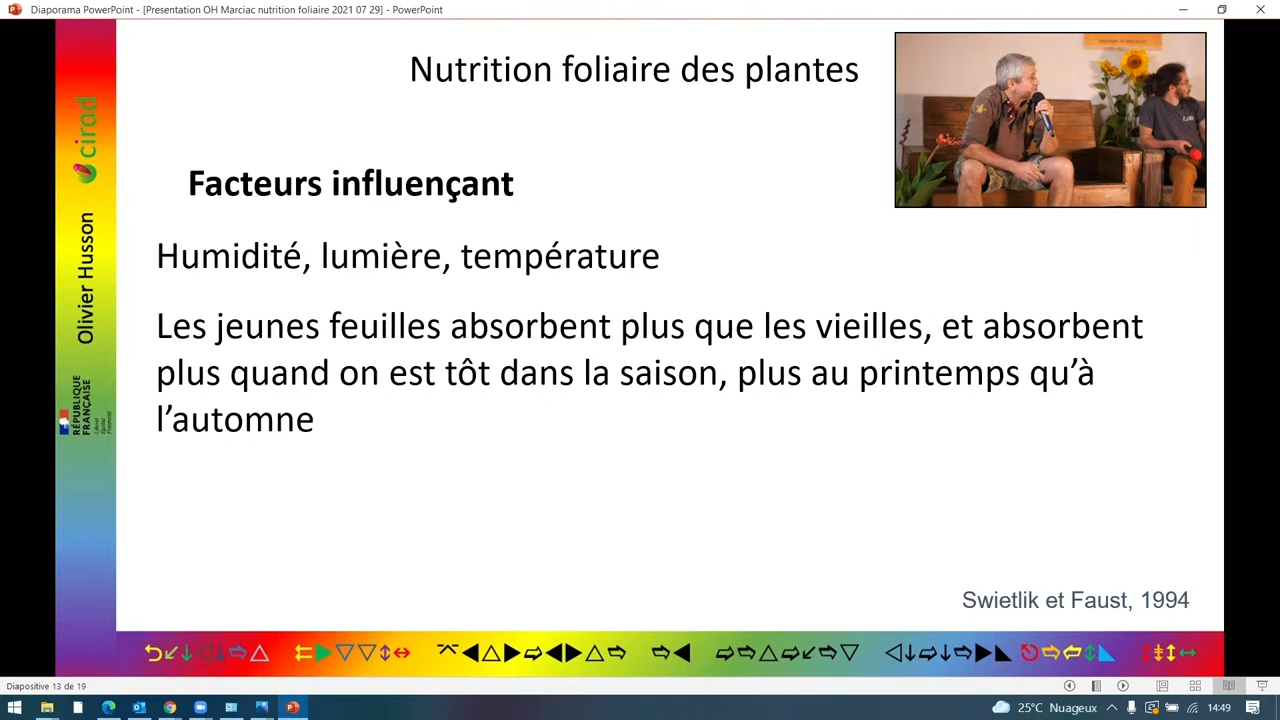 Diaporama PowerPoint - [Presentation OH Marciac nutrition foliaire 2021 07 29] - PowerPoint
Nutrition foliaire des plantes
cirad
Olivier Husson
RÉPUBLIQUE
FRANÇAISE
Facteurs influençant
Humidité, lumière, température
Les jeunes feuilles absorbent plus que les vieilles, et absorbent
plus quand on est tôt dans la saison, plus au printemps qu’à
l’automne
Swietlik et Faust, 1994
Diapositive 13 de 19
25°C Nuageux
14:49